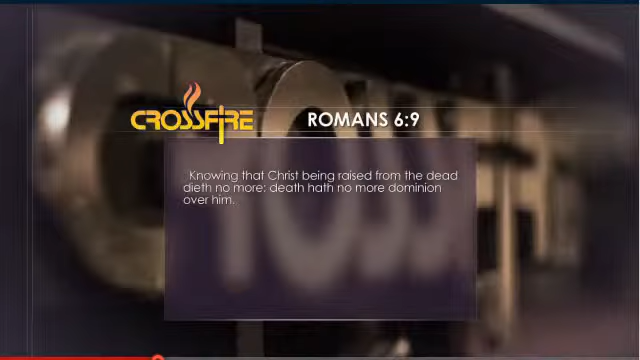 CROSSFIRE
ROMANS 6:9
Knowing that Christ being raised from the dead
dieth no more; death hath no more dominion
over him.